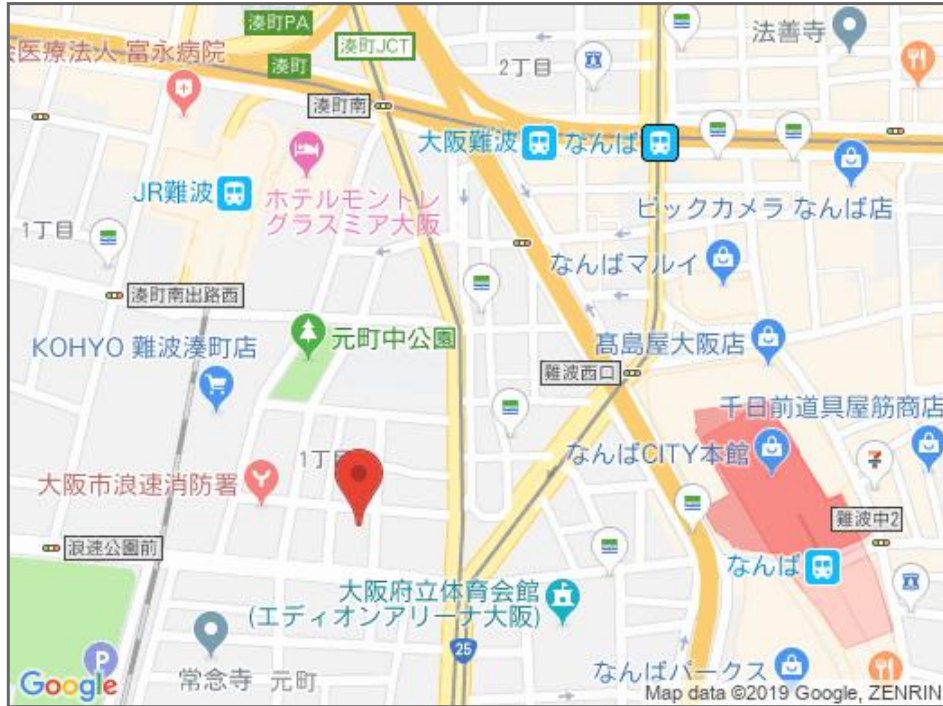 湊町PA
法善寺
会医療法人 富永病院
湊町JCT
湊町
2丁目
湊町南
大阪難波
なんば
JR難波
ホテルモントレ
グラスミア大阪
ビックカメラ なんば店
1丁目
なんばマルイ
湊町南出路西
元町中公園
KOHYO 難波湊町店
髙島屋大阪店
難波西口
千日前道具屋筋商店
1丁目
なんばCITY本館
大阪市浪速消防署
難波中2
浪速公園前
なんば
大阪府立体育会館
(エディオンアリーナ大阪)
25
P
常念寺
元町
なんばパークス
Google
Map data ©2019 Google, ZENRIN